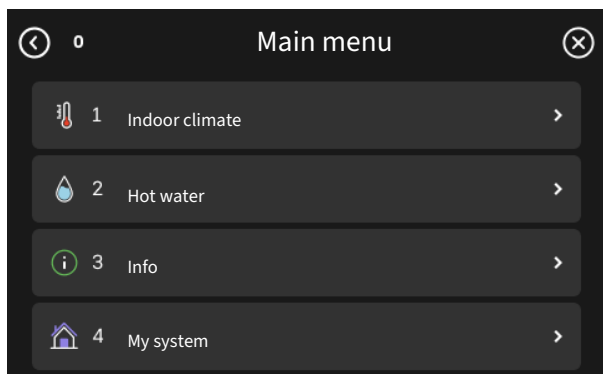 0 Main menu
1 Indoor climate
2 Hot water
3 Info
4 My system